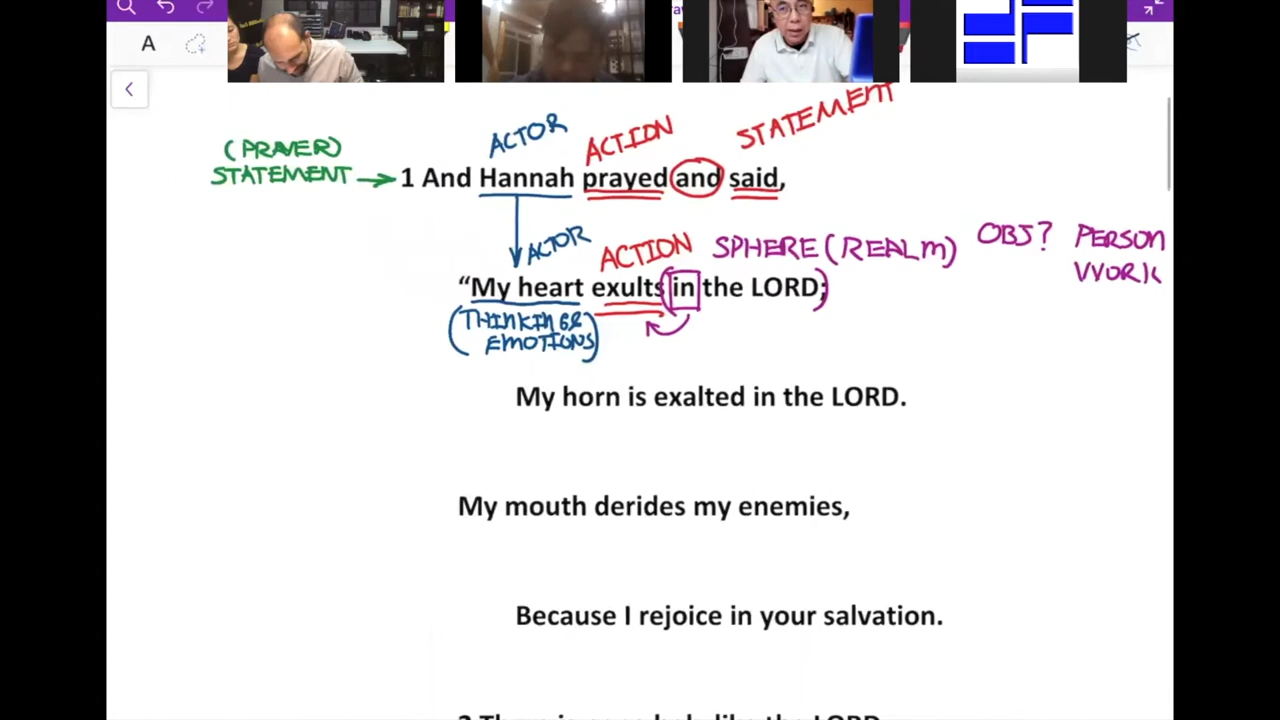 A
ACTOR ACTION STATEMENT
(PRAYER)
STATEMENT → 1 And Hannah prayed and said,
ACTOR ACTION SPHERE (REALM) OBJ? PERSON
WORK
“My heart exults in the LORD;
(THINKING &
EMOTIONS)
My horn is exalted in the LORD.
My mouth derides my enemies,
Because I rejoice in your salvation.